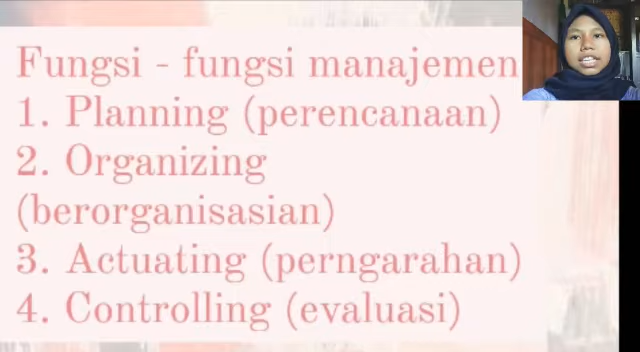 Fungsi - fungsi manajemen
1. Planning (perencanaan)
2. Organizing
(berorganisasian)
3. Actuating (perngarahan)
4. Controlling (evaluasi)